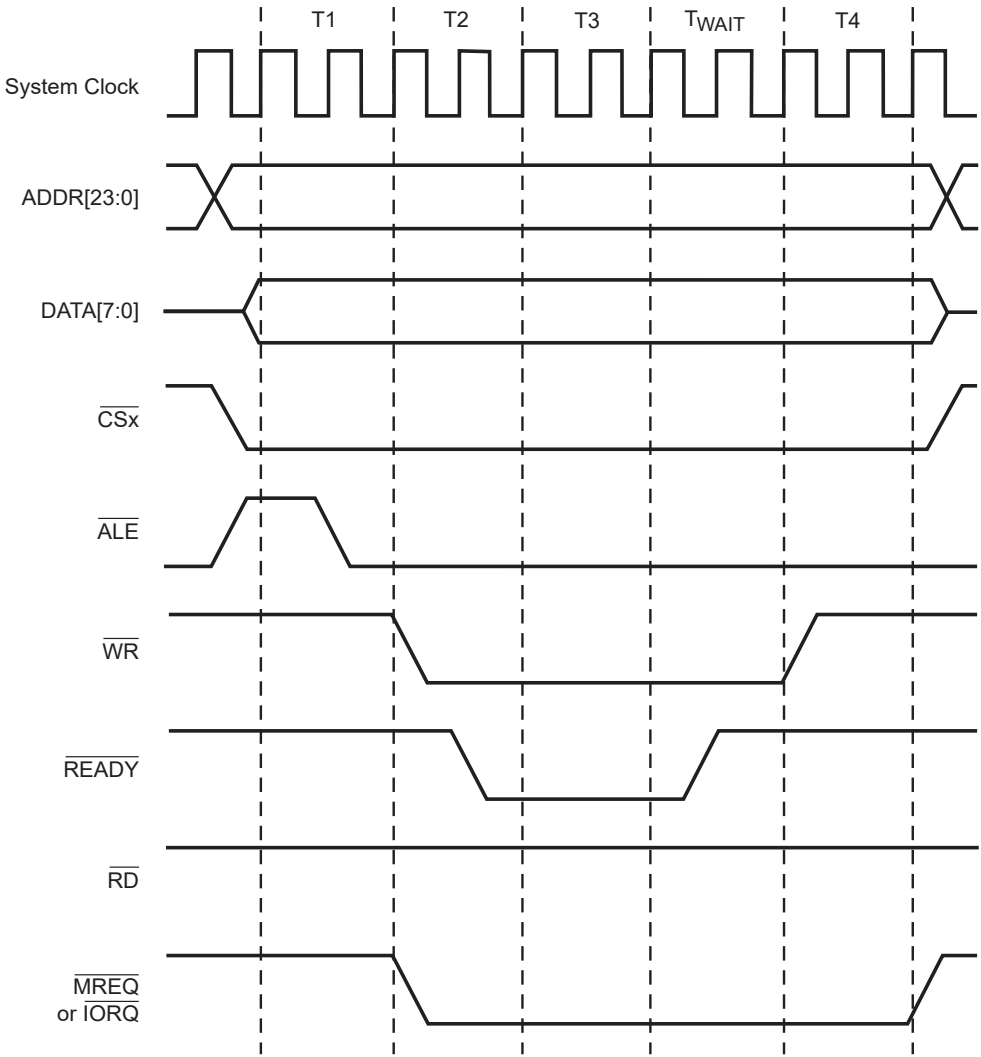 T1 T2 T3 TWAIT T4
System Clock
ADDR[23:0]
DATA[7:0]
CSx
ALE
WR
READY
RD
MREQ
or IORQ